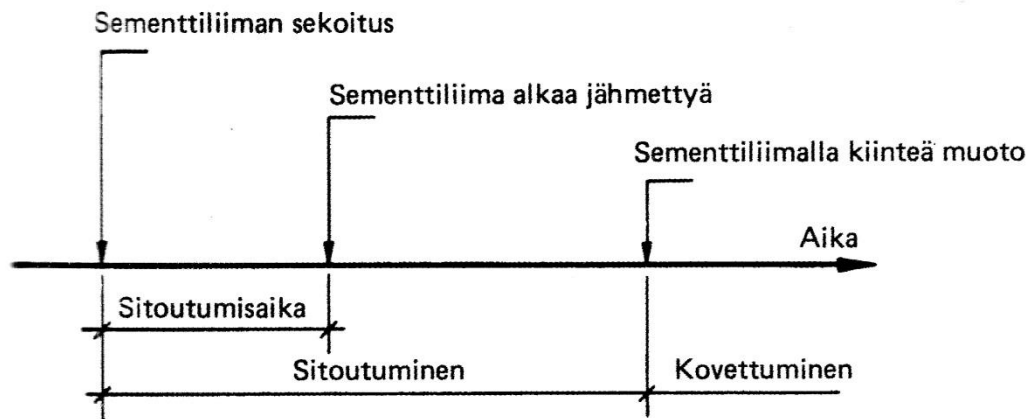 Sementtiliiman sekoitus
Sementtiliima alkaa jähmettyä
Sementtiliimalla kiinteä muoto
Aika
Sitoutumisaika
Sitoutuminen
Kovettuminen